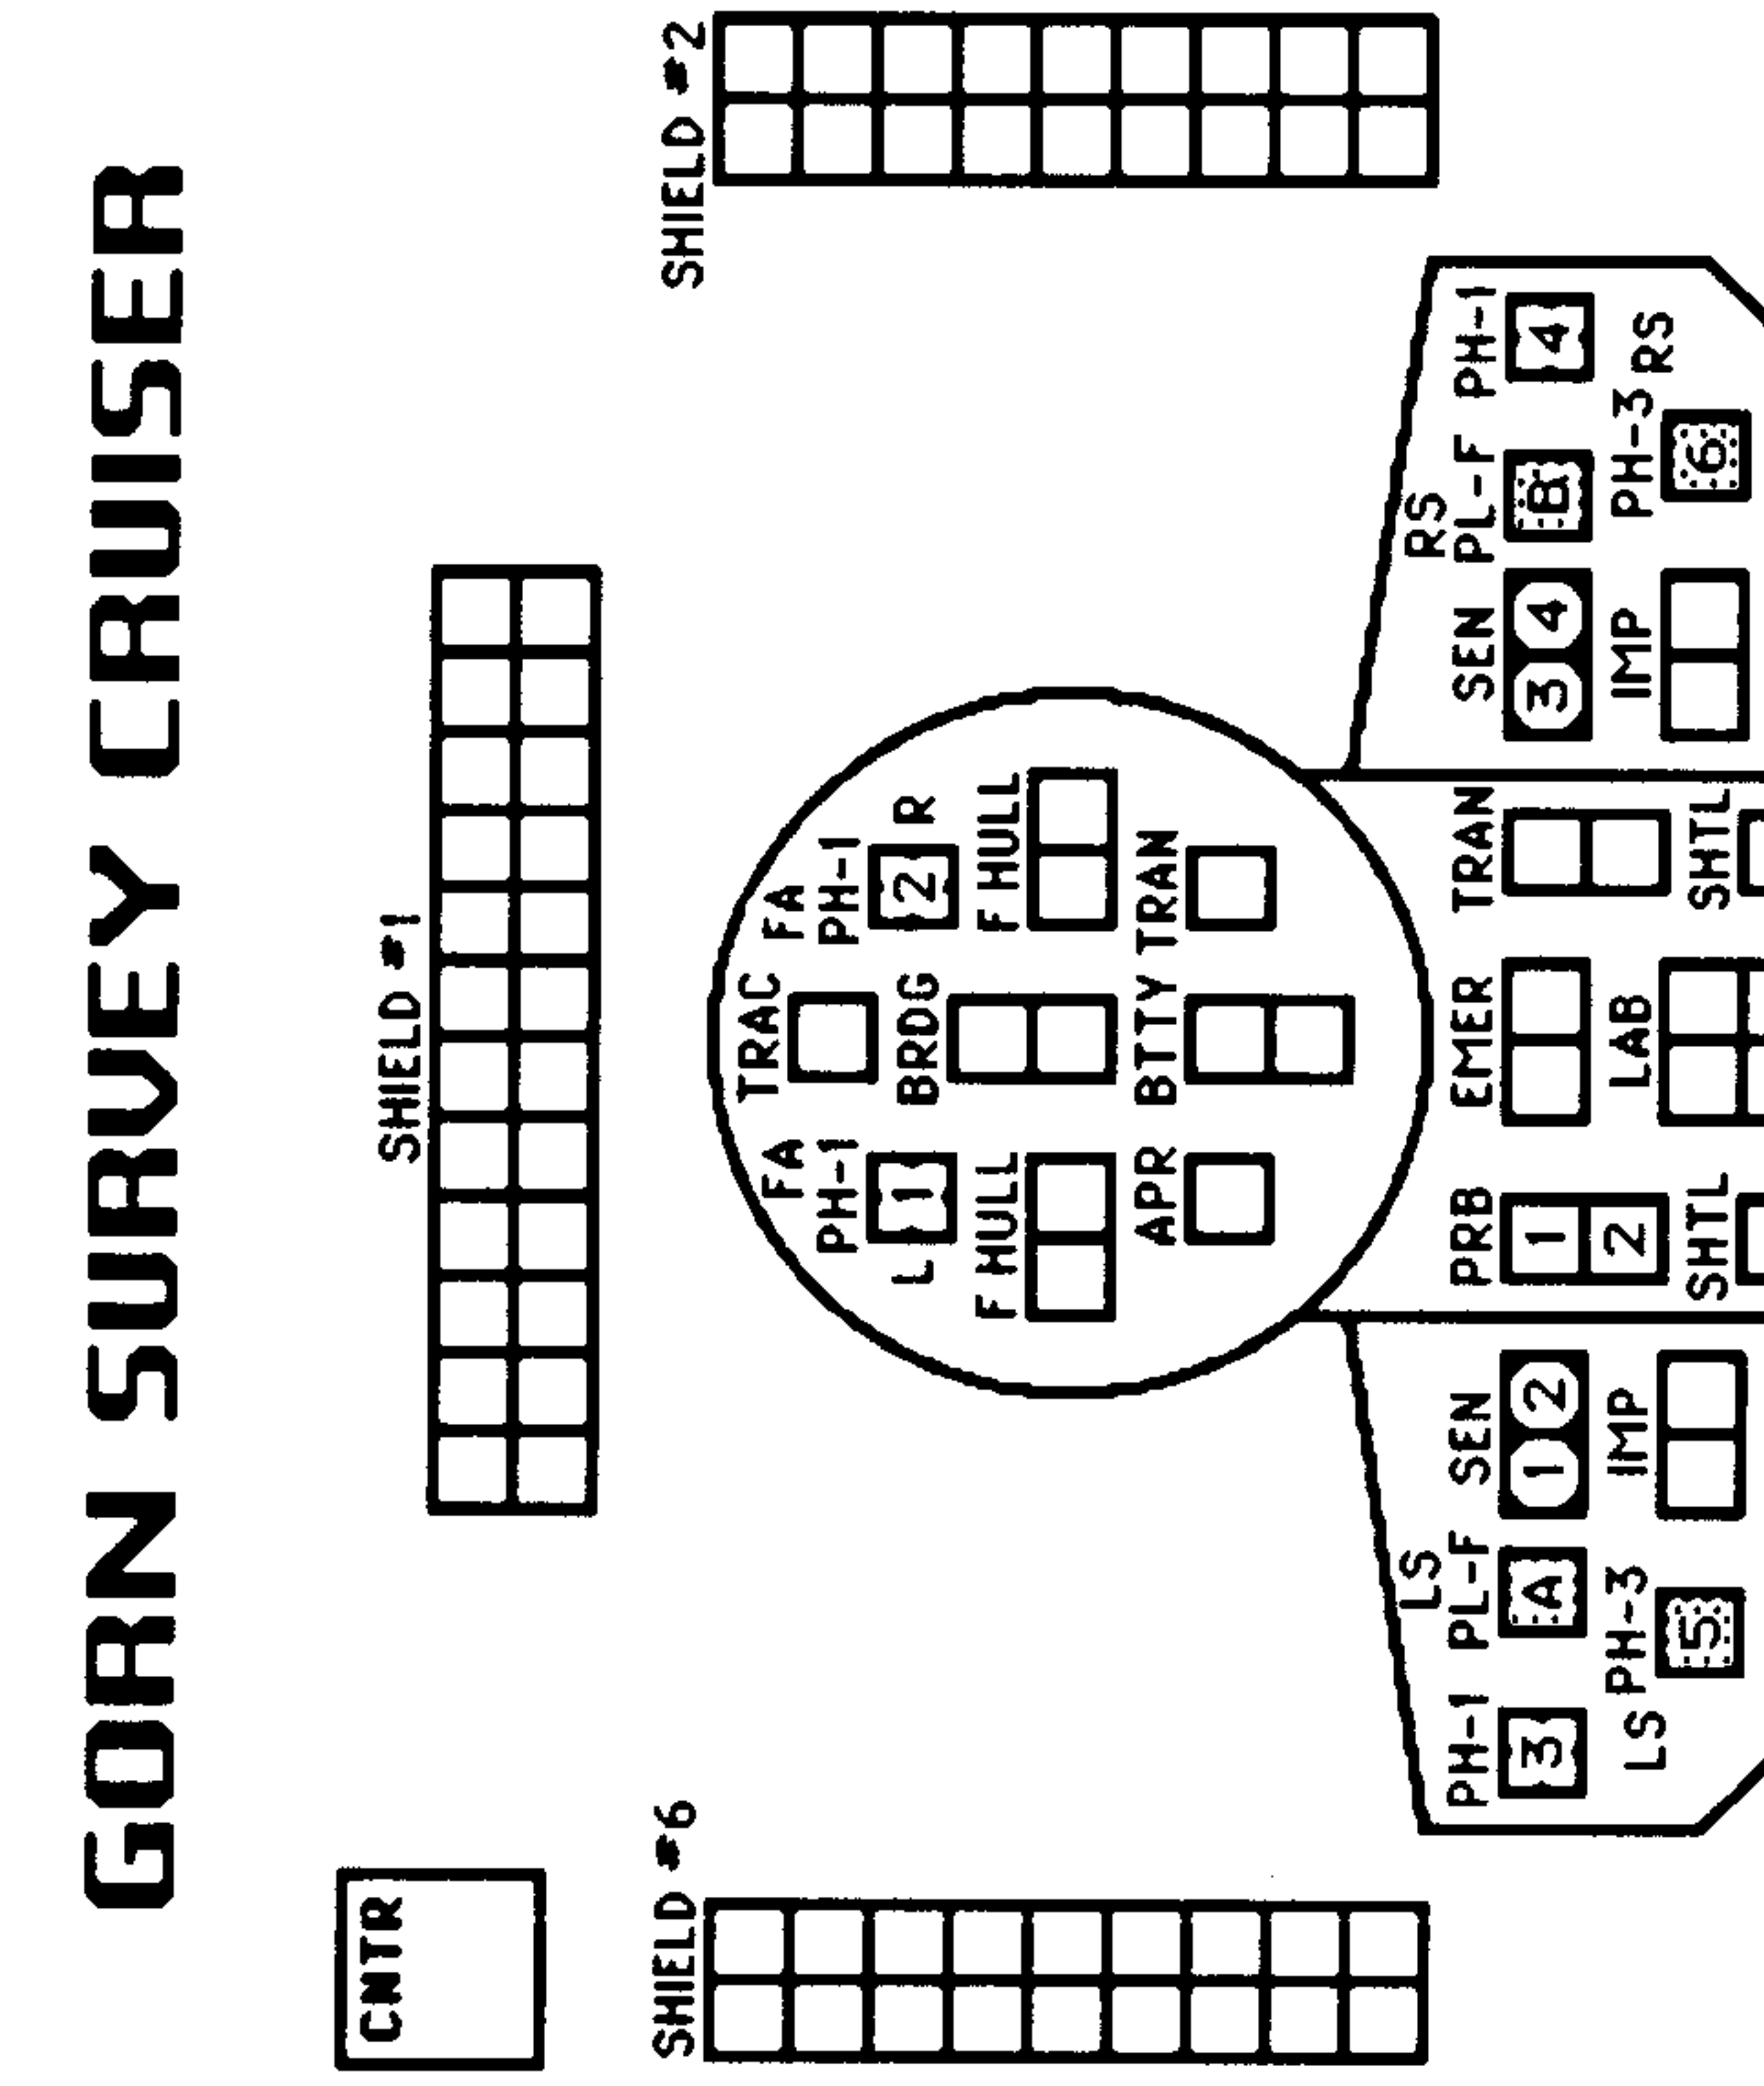 GORN SURVEY CRUISER
CNTR
SHIELD #1
SHIELD #6 SHIELD #2
FA TRAC FA
PH-1 PH-1
L 1 BRDG 2 R
F HULL F HULL
APR BTTY TRAN
LS RS
PH-1 PL-F SEN PRB EMER TRAN SEN PL-F PH-1
3 A 1 2 1 3 4 B 4
LS PH-3 IMP 2 LAB IMP PH-3 RS
5 SHTL SHTL 6